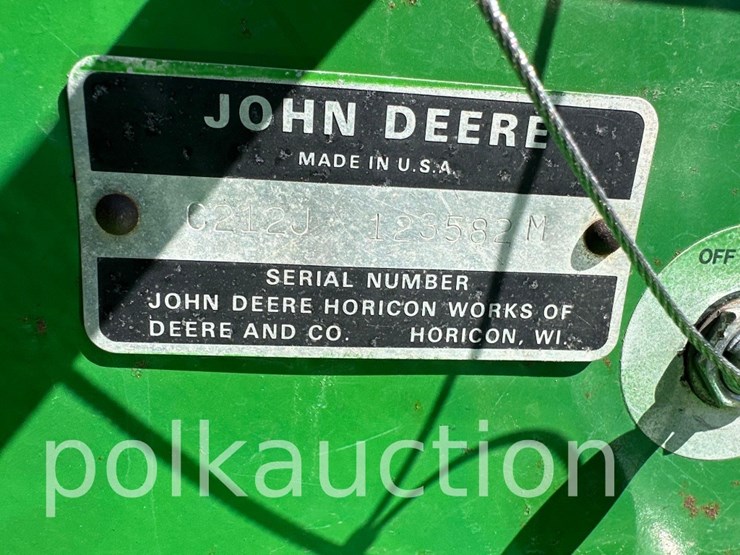 JOHN DEERE
MADE IN U.S.A.
C212J 123582M
SERIAL NUMBER
JOHN DEERE HORICON WORKS OF
DEERE AND CO. HORICON, WI.
OFF
polkauction